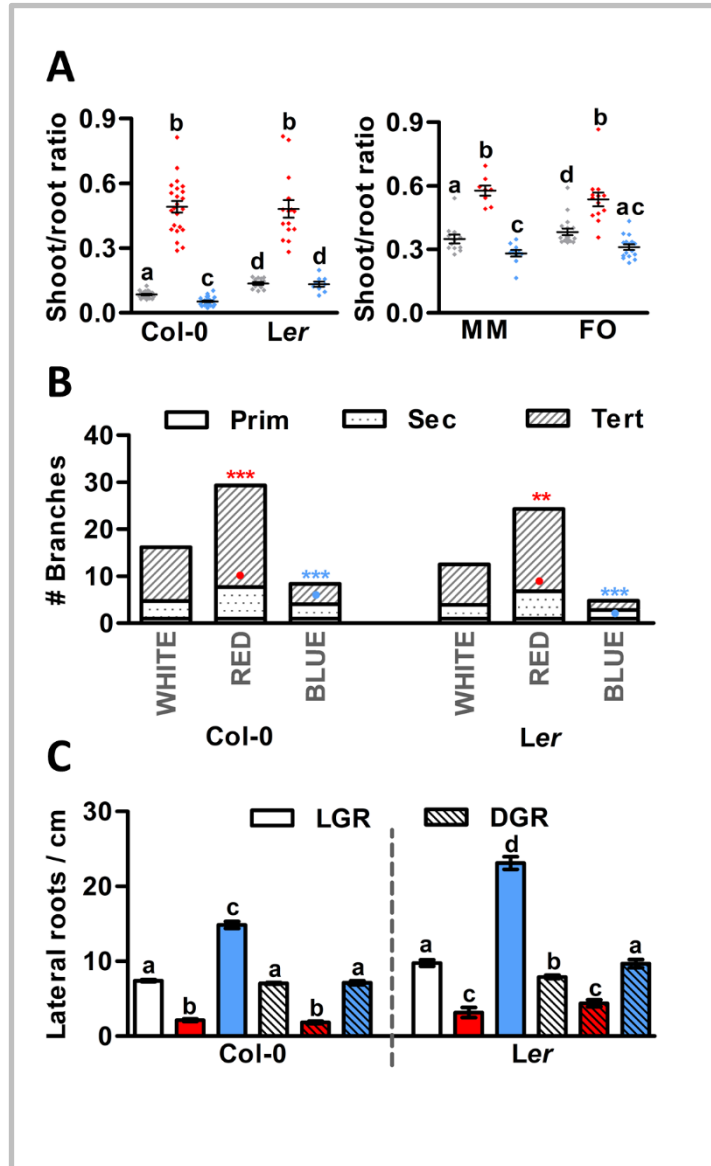 A
Shoot/root ratio
0.9
0.6
0.3
0.0
a
b
c
d
b
d
Col-0
Ler
Shoot/root ratio
0.9
0.6
0.3
0.0
a
b
c
d
b
ac
MM
FO
B
Prim
Sec
Tert
# Branches
40
30
20
10
0
***
***
**
***
WHITE
RED
BLUE
WHITE
RED
BLUE
Col-0
Ler
C
Lateral roots / cm
30
20
10
0
LGR
DGR
a
b
c
a
b
a
a
c
d
b
c
a
Col-0
Ler